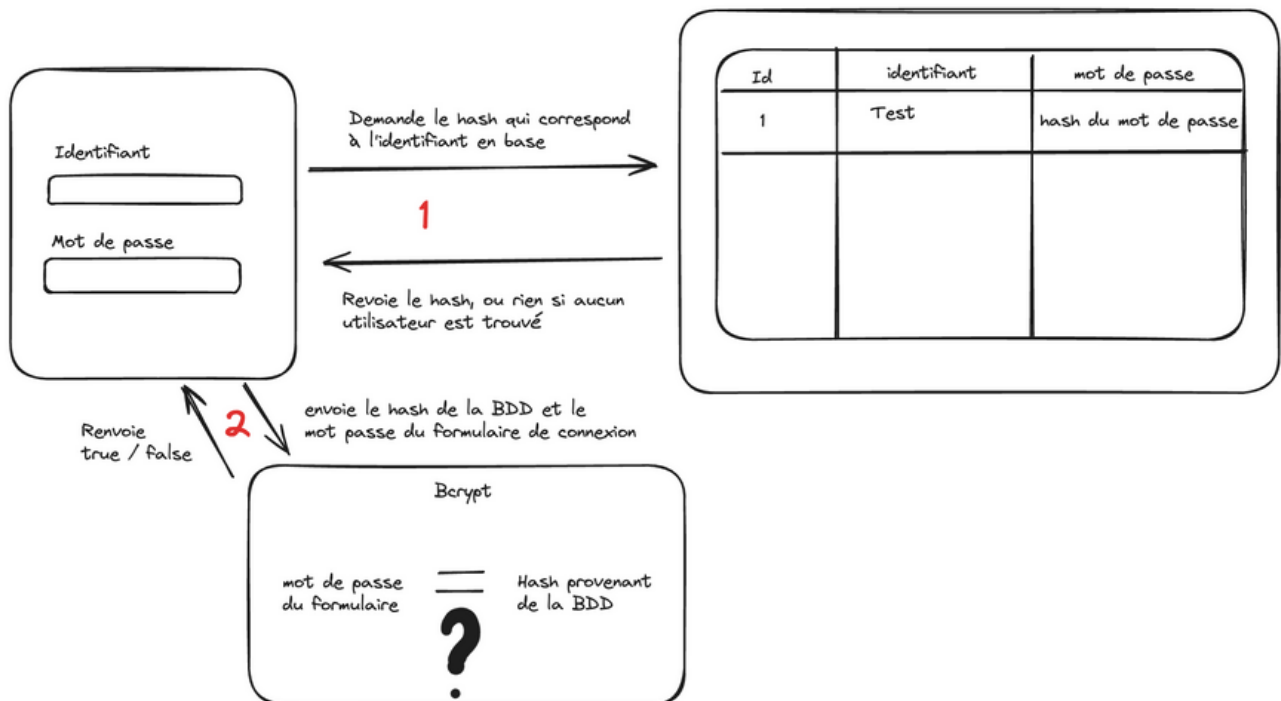 Identifiant
Mot de passe
Demande le hash qui correspond
à l'identifiant en base
1
Revoie le hash, ou rien si aucun
utilisateur est trouvé
Id identifiant mot de passe
1 Test hash du mot de passe
Renvoie
true / false
2
envoie le hash de la BDD et le
mot passe du formulaire de connexion
Bcrypt
mot de passe
du formulaire
=
?
Hash provenant
de la BDD